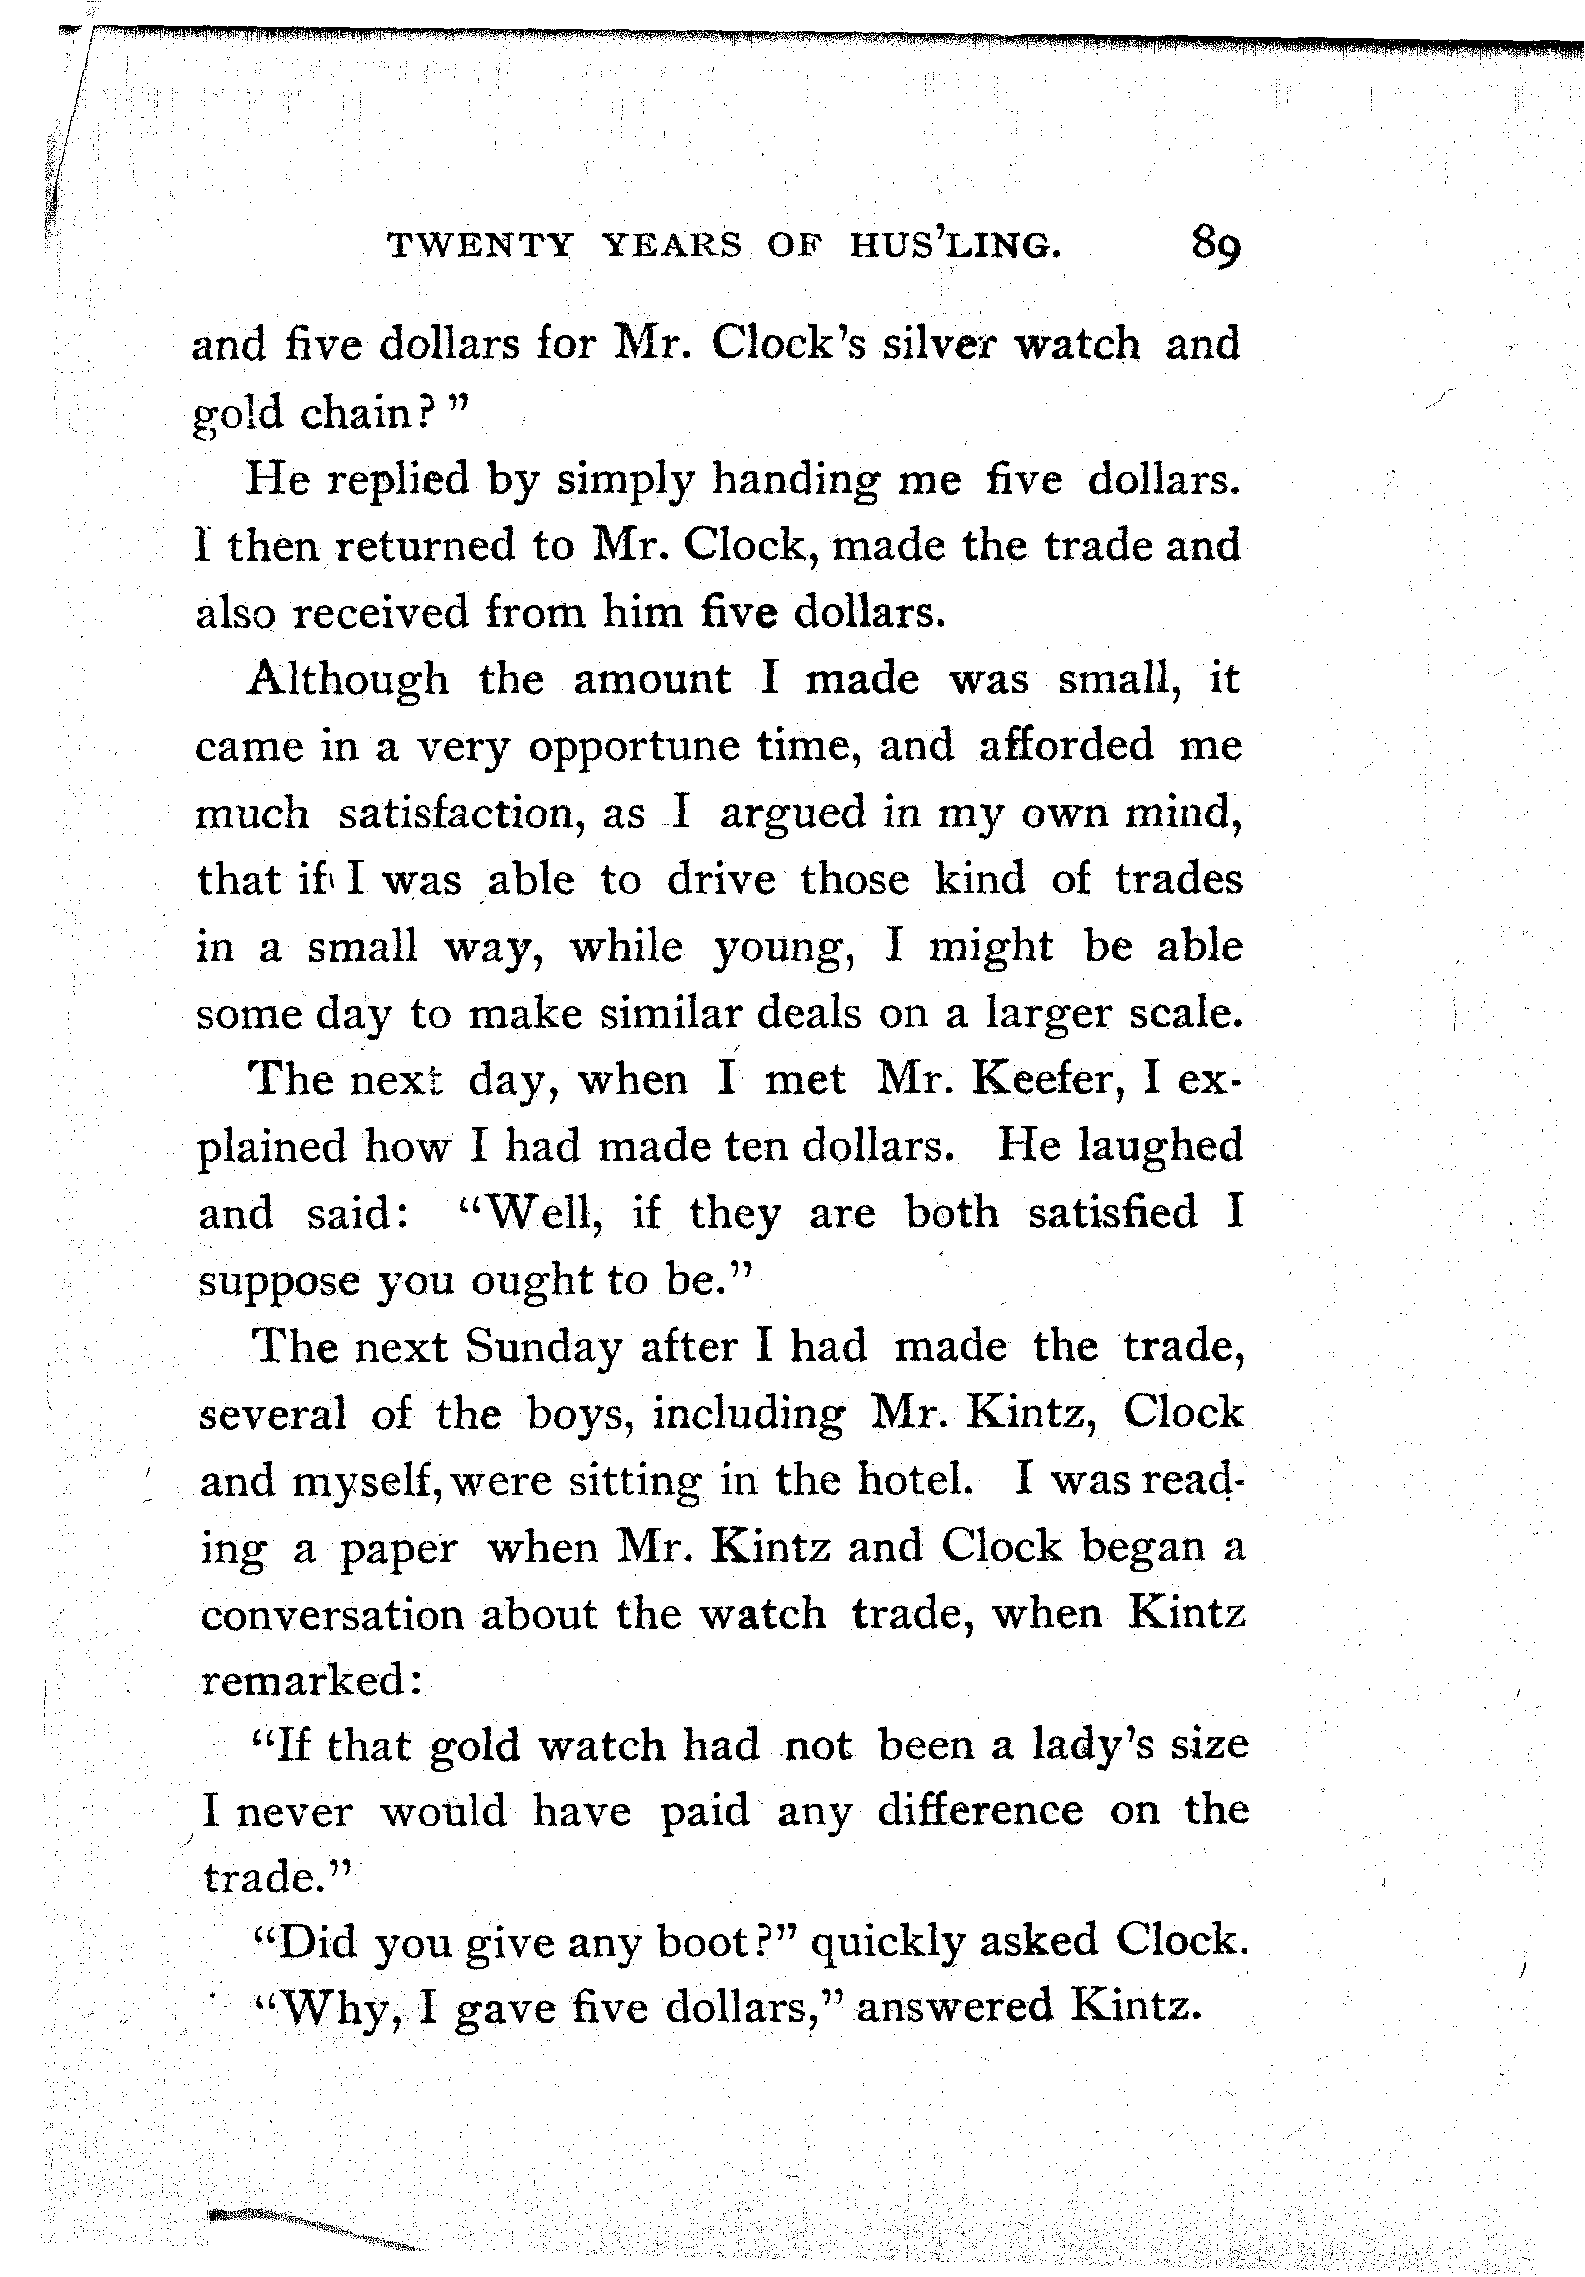 TWENTY YEARS OF HUS'LING. 89
and five dollars for Mr. Clock's silver watch and
gold chain?"
He replied by simply handing me five dollars.
I then returned to Mr. Clock, made the trade and
also received from him five dollars.
Although the amount I made was small, it
came in a very opportune time, and afforded me
much satisfaction, as I argued in my own mind,
that if I was able to drive those kind of trades
in a small way, while young, I might be able
some day to make similar deals on a larger scale.
The next day, when I met Mr. Keefer, I ex-
plained how I had made ten dollars. He laughed
and said: "Well, if they are both satisfied I
suppose you ought to be."
The next Sunday after I had made the trade,
several of the boys, including Mr. Kintz, Clock
and myself, were sitting in the hotel. I was read-
ing a paper when Mr. Kintz and Clock began a
conversation about the watch trade, when Kintz
remarked:
"If that gold watch had not been a lady's size
I never would have paid any difference on the
trade."
"Did you give any boot?" quickly asked Clock.
"Why, I gave five dollars," answered Kintz.